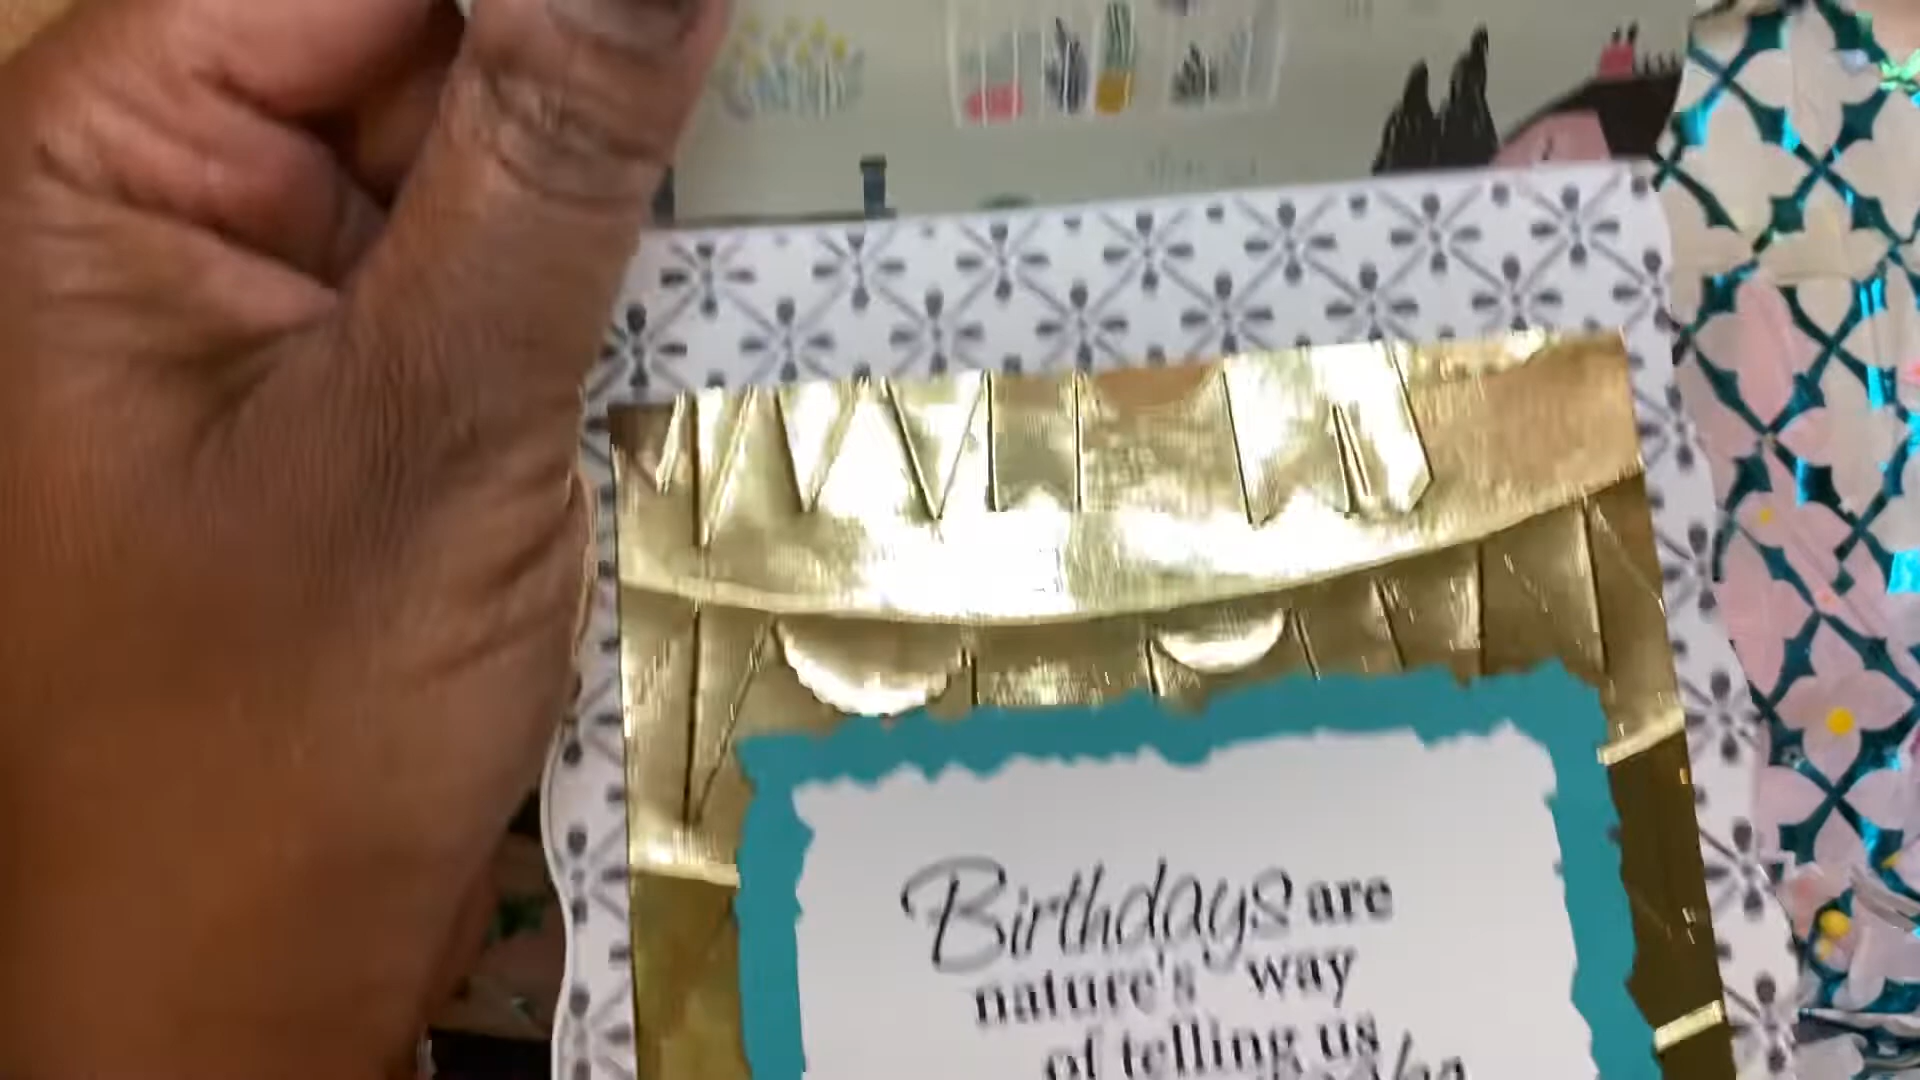 Birthdays are
nature's way
of telling us